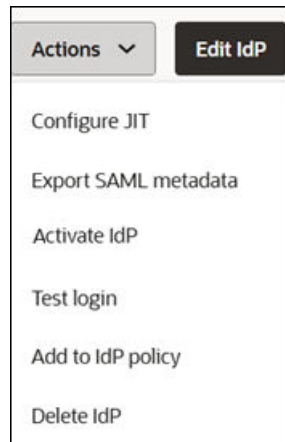 Actions
Edit IdP
Configure JIT
Export SAML metadata
Activate IdP
Test login
Add to IdP policy
Delete IdP